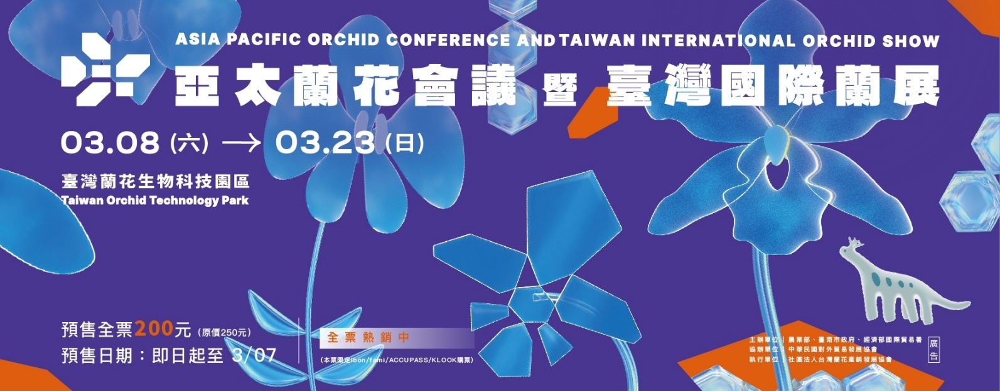 ASIA PACIFIC ORCHID CONFERENCE AND TAIWAN INTERNATIONAL ORCHID SHOW
亞太蘭花會議 暨 臺灣國際蘭展
03.08 (六) → 03.23 (日)
臺灣蘭花生物科技園區
Taiwan Orchid Technology Park
預售全票200元 (原價250元)
預售日期：即日起至 3/07
全票熱銷中
(本票限定ibon/fami/ACCUPASS/KLOOK購票)
主辦單位｜農業部、臺南市政府、經濟部國際貿易署
協辦單位｜中華民國對外貿易發展協會
執行單位｜社團法人台灣蘭花產銷發展協會
廣告